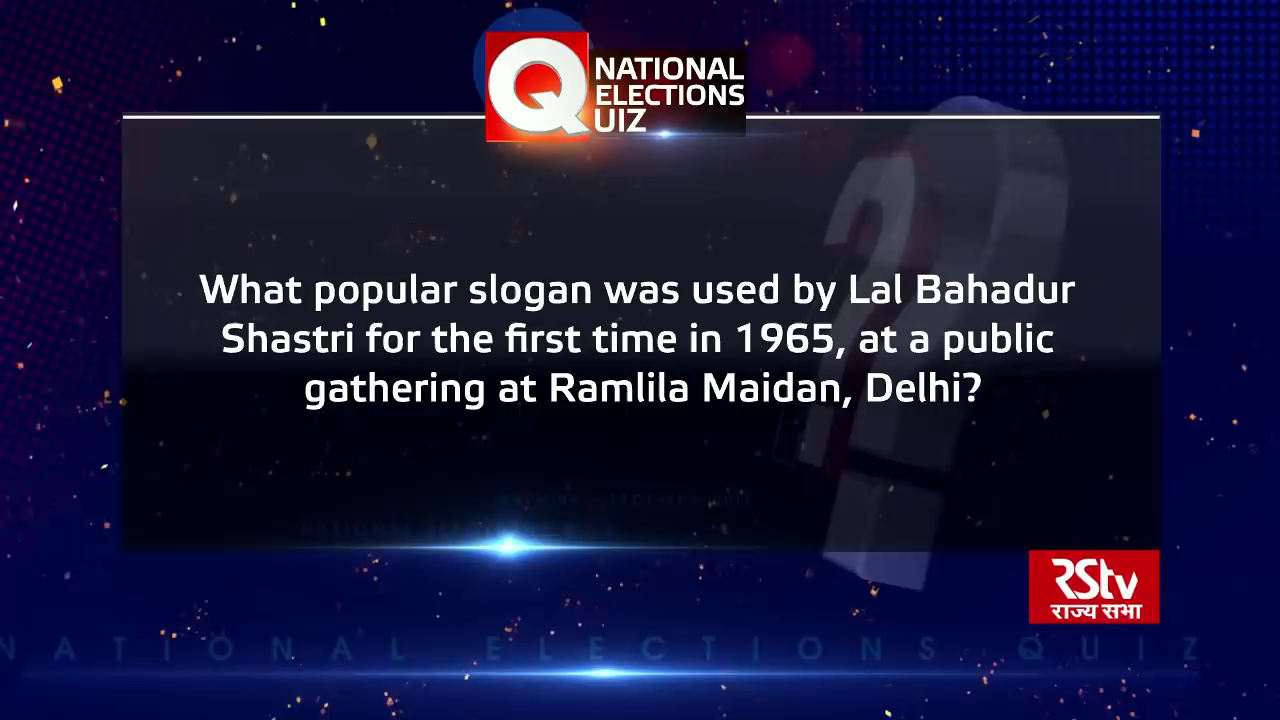 NATIONAL
ELECTIONS
QUIZ
What popular slogan was used by Lal Bahadur
Shastri for the first time in 1965, at a public
gathering at Ramlila Maidan, Delhi?
RSTV
राज्य सभा
NATIONAL ELECTIONS QUIZ